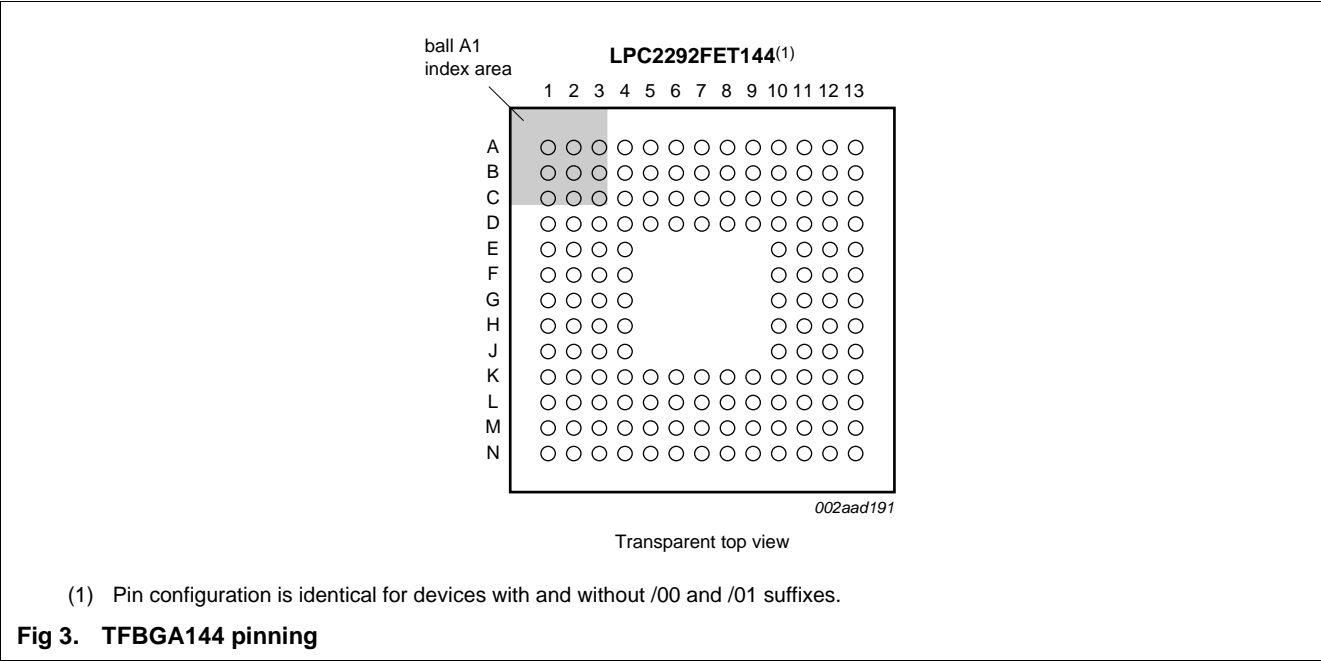 ball A1
index area
LPC2292FET144(1)
1 2 3 4 5 6 7 8 9 10 11 12 13
A
B
C
D
E
F
G
H
J
K
L
M
N
002aad191
Transparent top view
(1) Pin configuration is identical for devices with and without /00 and /01 suffixes.
Fig 3. TFBGA144 pinning